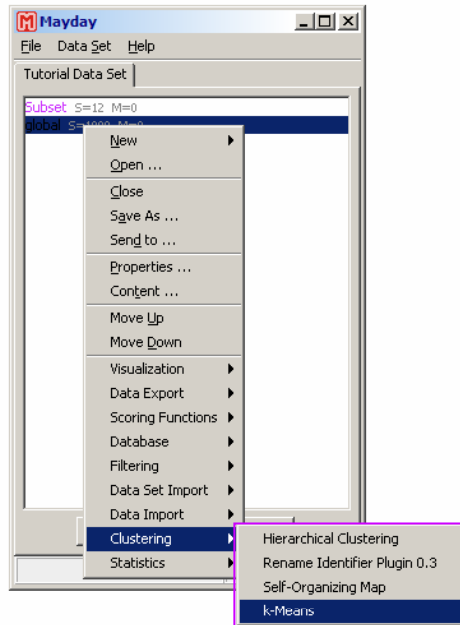 Mayday
File Data Set Help
Tutorial Data Set
Subset S=12 M=0
global S=1000 M=0
New
Open ...
Close
Save As ...
Send to ...
Properties ...
Content ...
Move Up
Move Down
Visualization
Data Export
Scoring Functions
Database
Filtering
Data Set Import
Data Import
Clustering
Statistics
Hierarchical Clustering
Rename Identifier Plugin 0.3
Self-Organizing Map
k-Means